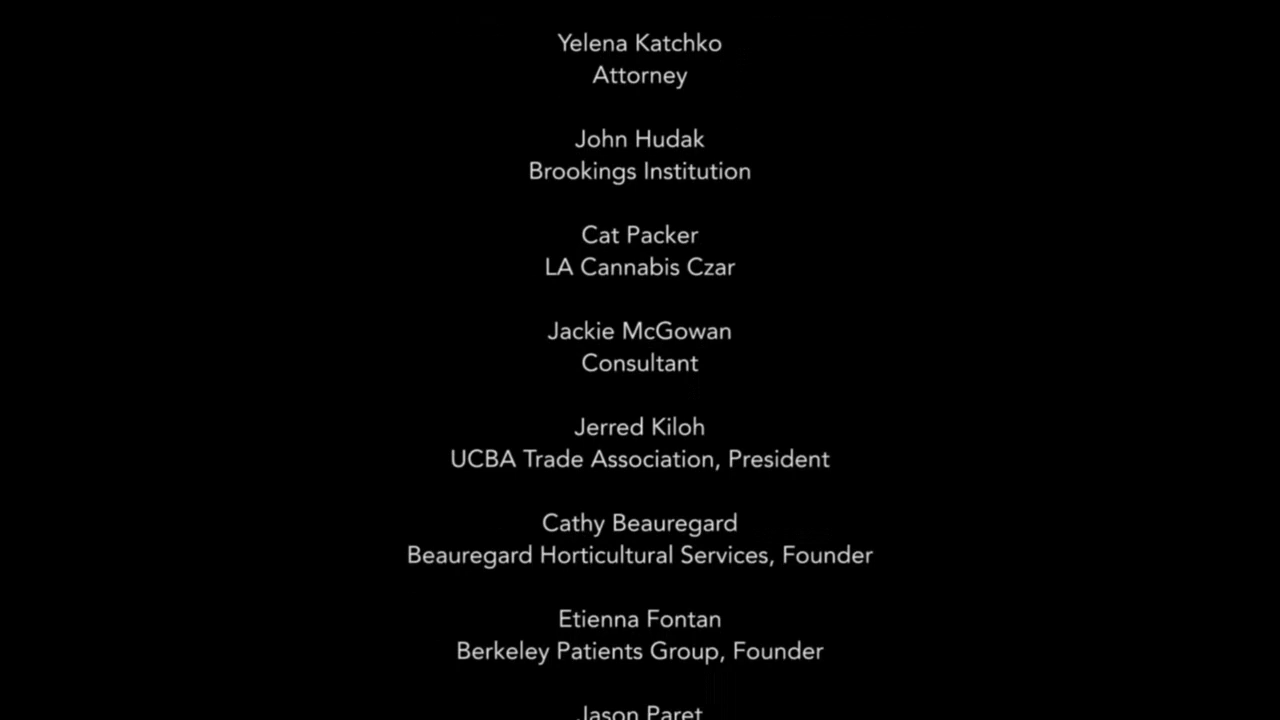 Yelena Katchko
Attorney
John Hudak
Brookings Institution
Cat Packer
LA Cannabis Czar
Jackie McGowan
Consultant
Jerred Kiloh
UCBA Trade Association, President
Cathy Beauregard
Beauregard Horticultural Services, Founder
Etienna Fontan
Berkeley Patients Group, Founder
Jason Paret